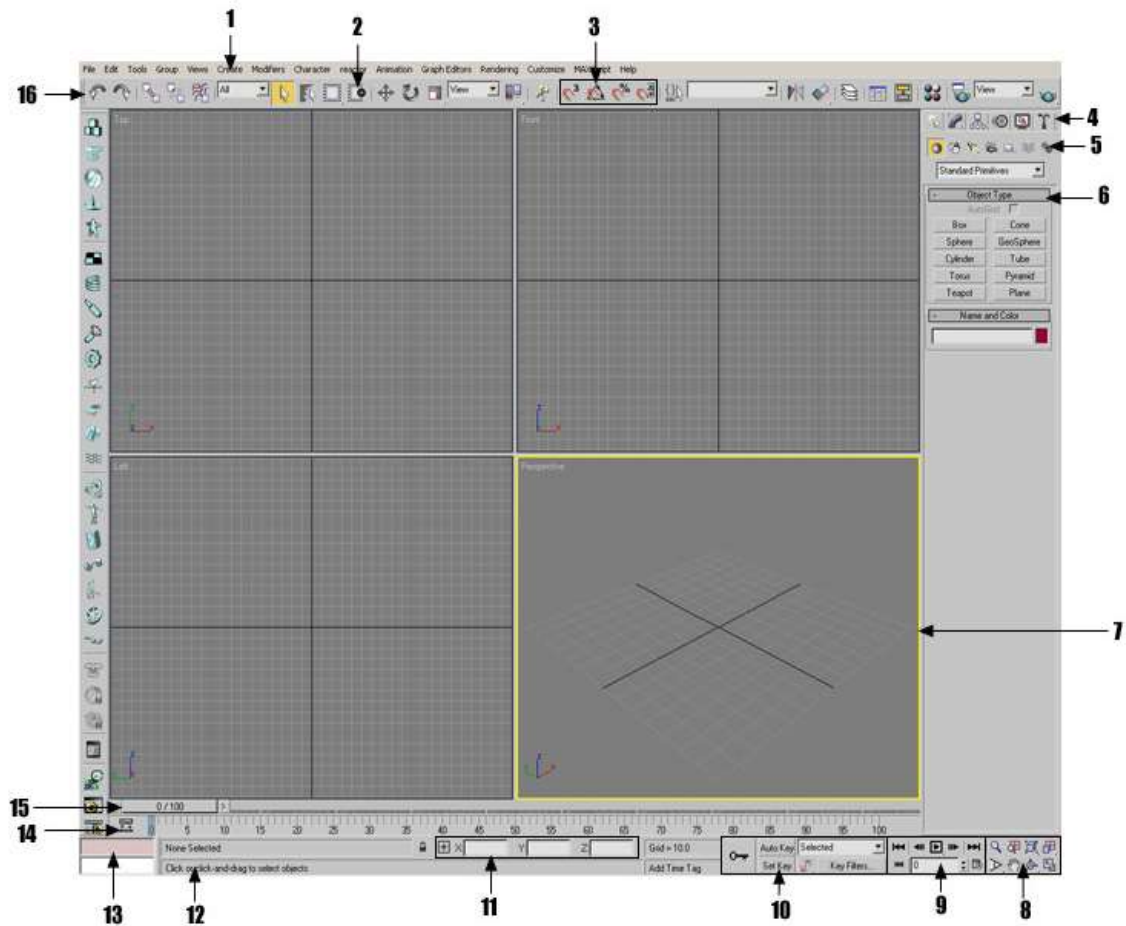 1 2 3
File Edit Tools Group Views Create Modifiers Character reactor Animation Graph Editors Rendering Customize MAXScript Help
16 All View 3 % View
4
5
Top Front
Standard Primitives
6
- Object Type
AutoGrid
Box Cone
Sphere GeoSphere
Cylinder Tube
Torus Pyramid
Teapot Plane
- Name and Color
Left Perspective
7
15 0 / 100 >
14 0 5 10 15 20 25 30 35 40 45 50 55 60 65 70 75 80 85 90 95 100
None Selected X: Y: Z: Grid = 10.0 Auto Key Selected
Click or click-and-drag to select objects Add Time Tag Set Key Key Filters... 0
13 12 11 10 9 8